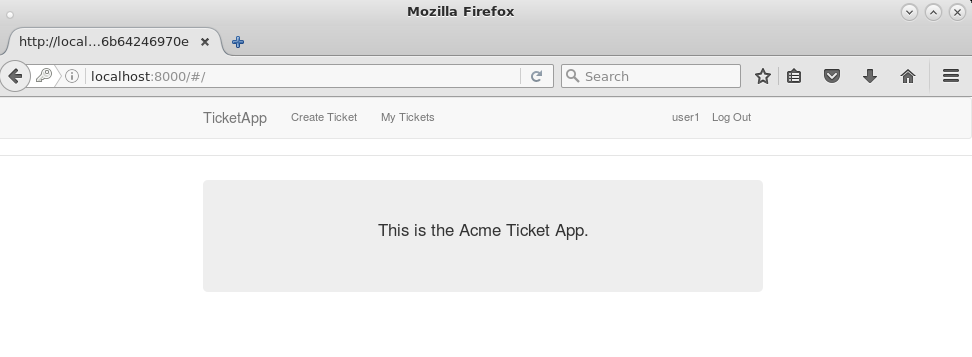 Mozilla Firefox
http://local...6b64246970e
localhost:8000/#/
Search
TicketApp Create Ticket My Tickets user1 Log Out
This is the Acme Ticket App.